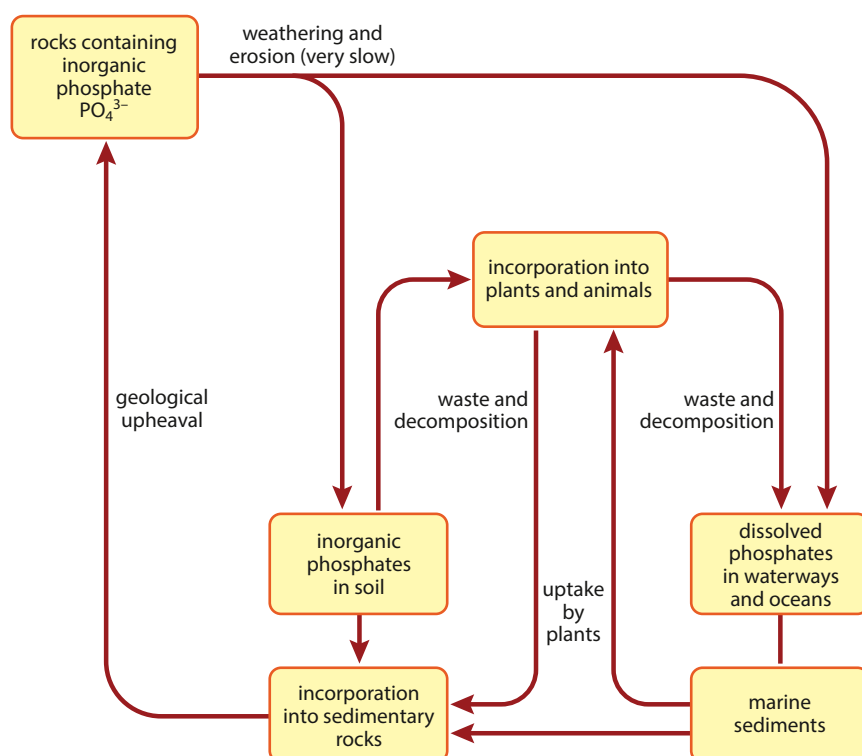 rocks containing
inorganic
phosphate
PO₄³⁻
weathering and
erosion (very slow)
incorporation into
plants and animals
geological
upheaval
waste and
decomposition
waste and
decomposition
inorganic
phosphates
in soil
uptake
by
plants
dissolved
phosphates
in waterways
and oceans
incorporation
into sedimentary
rocks
marine
sediments